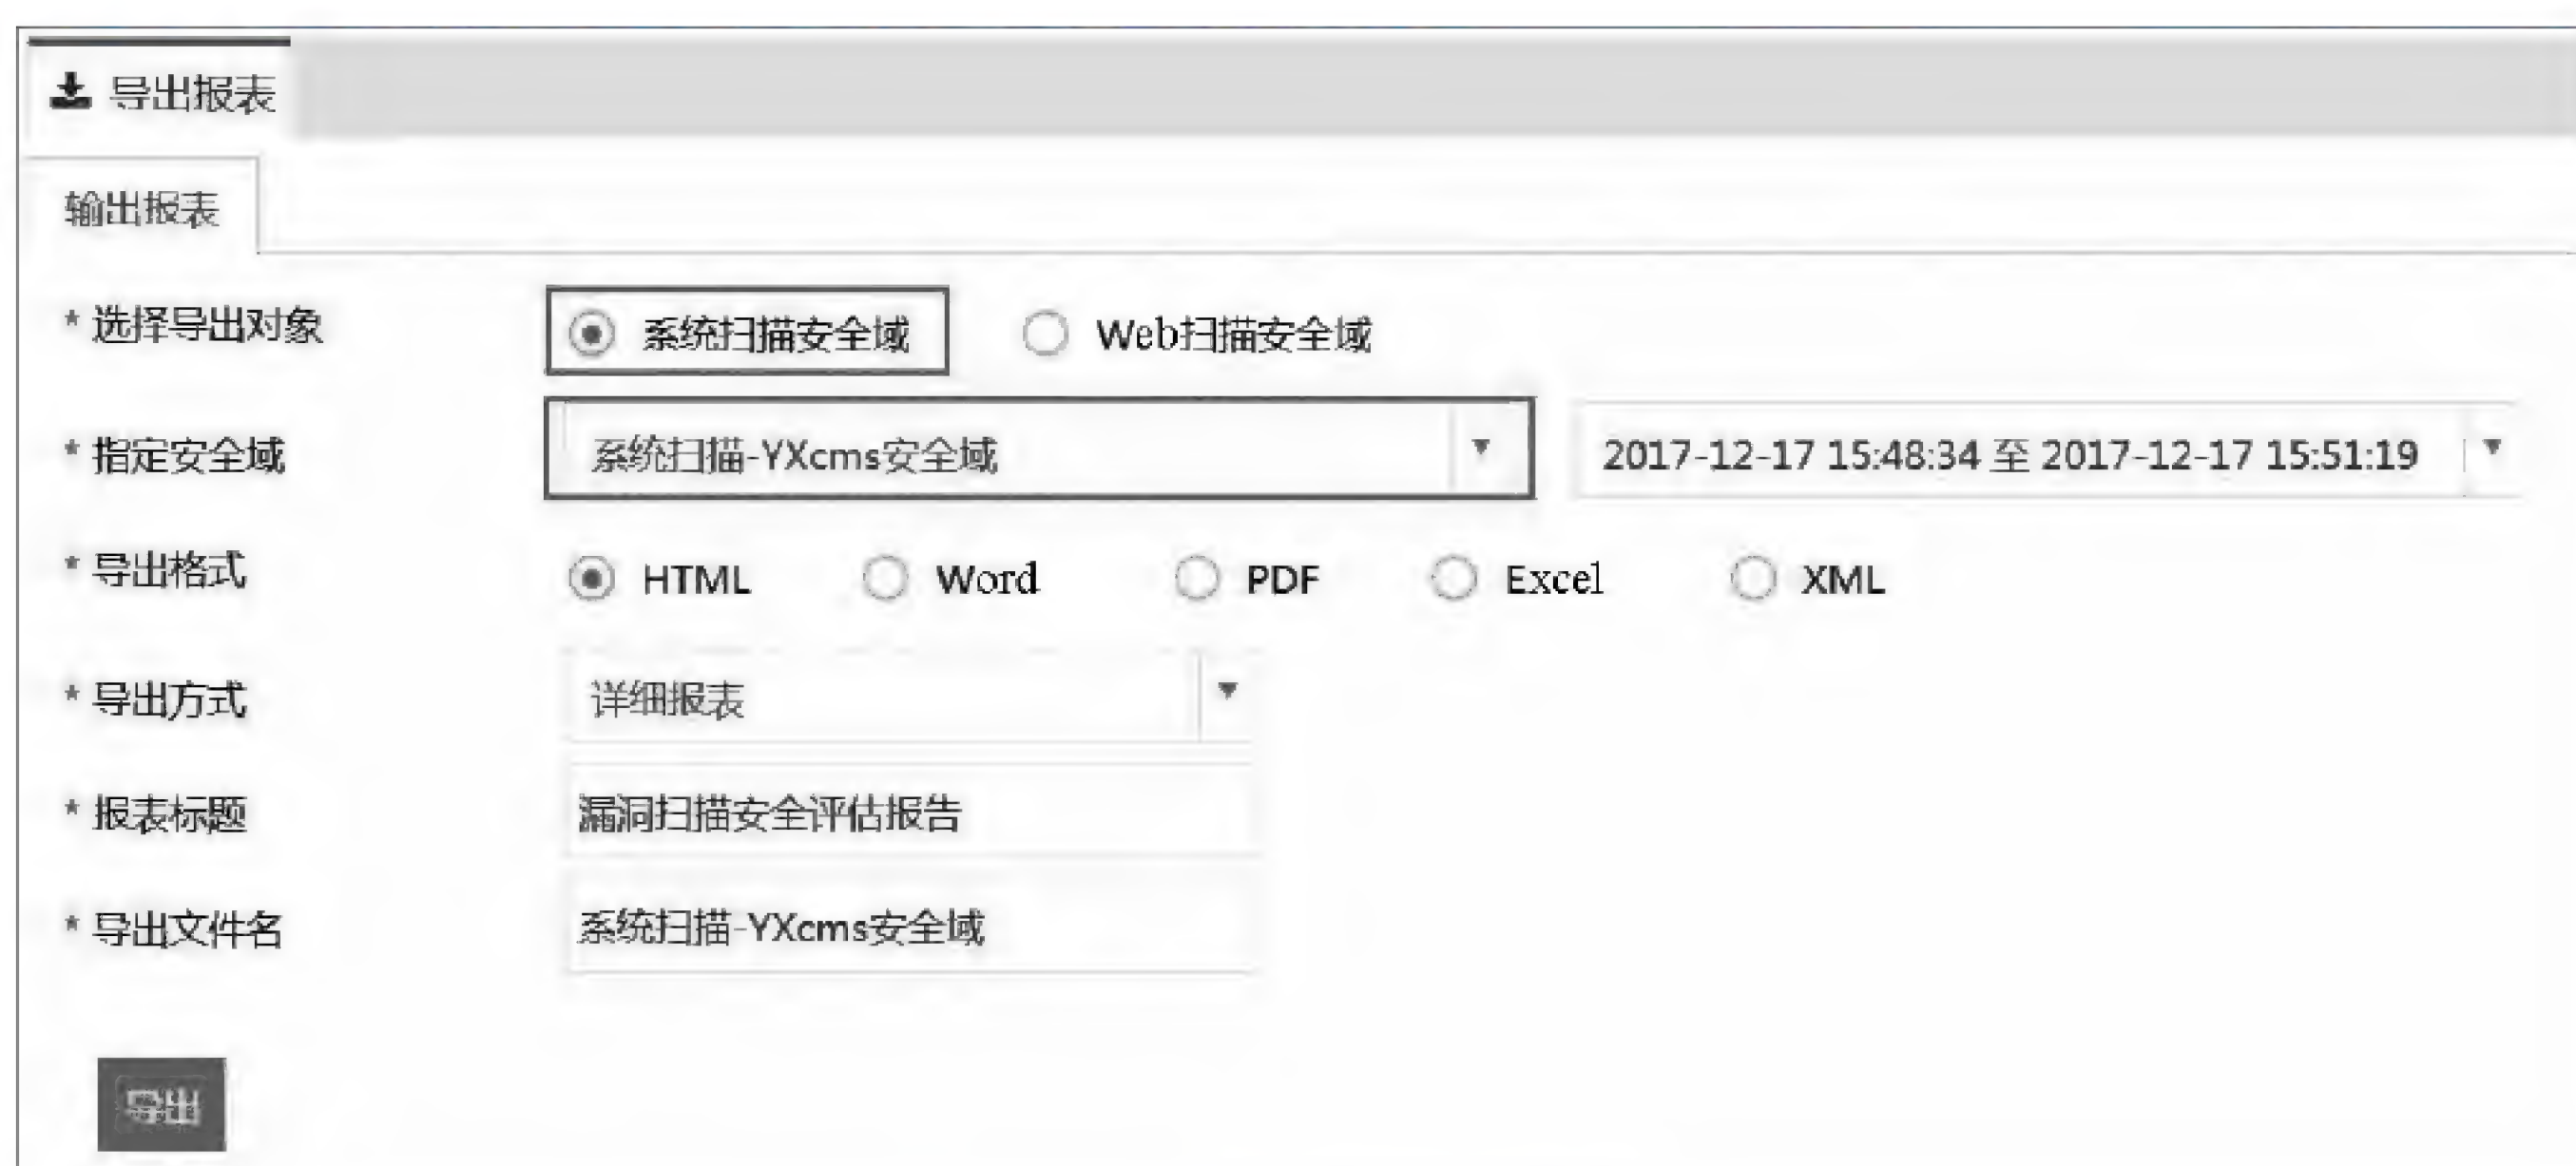 导出报表
输出报表
* 选择导出对象 系统扫描安全域 Web扫描安全域
* 指定安全域 系统扫描-YXcms安全域 2017-12-17 15:48:34 至 2017-12-17 15:51:19
* 导出格式 HTML Word PDF Excel XML
* 导出方式 详细报表
* 报表标题 漏洞扫描安全评估报告
* 导出文件名 系统扫描-YXcms安全域
导出